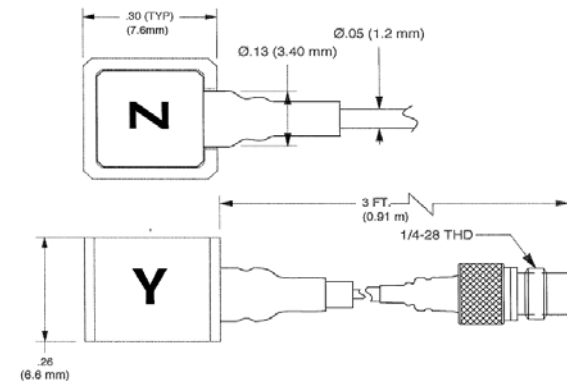 .30 (TYP)
(7.6mm)
Ø.05 (1.2 mm)
Ø.13 (3.40 mm)
Z
3 FT.
(0.91 m)
1/4-28 THD
Y
.26
(6.6 mm)